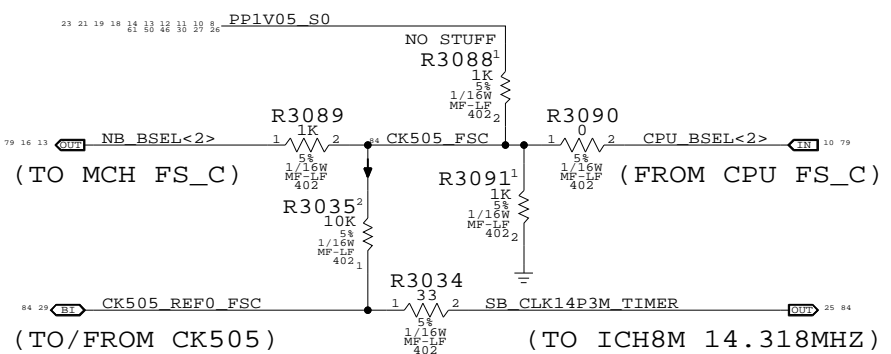 23 21 19 18 14 13 12 11 10 8 PP1V05_S0
61 50 46 30 27 26
NO STUFF
R3088 1
1K
5%
1/16W
MF-LF
402 2
R3089
1K
79 16 13 OUT NB_BSEL<2> 1 2 84 CK505_FSC
5%
1/16W
MF-LF
402
R3090
0
1 2 CPU_BSEL<2> IN 10 79
5%
1/16W
MF-LF
402
(TO MCH FS_C)
(FROM CPU FS_C)
R3091 1
1K
5%
1/16W
MF-LF
402 2
R3035 2
10K
5%
1/16W
MF-LF
402 1
R3034
33
84 29 BI CK505_REF0_FSC 1 2 SB_CLK14P3M_TIMER OUT 25 84
5%
1/16W
MF-LF
402
(TO/FROM CK505)
(TO ICH8M 14.318MHZ)